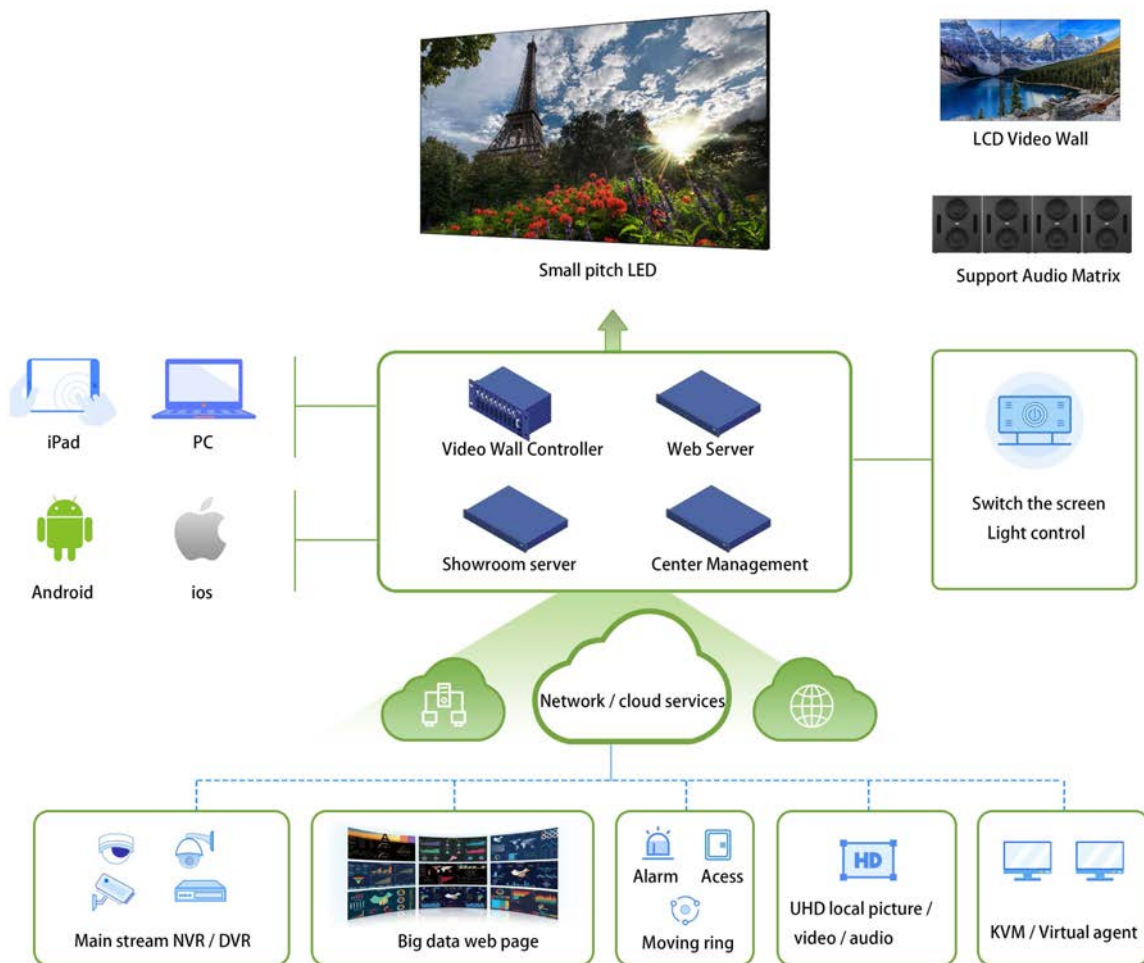 LCD Video Wall
Small pitch LED
Support Audio Matrix
iPad
PC
Video Wall Controller
Web Server
Switch the screen
Light control
Android
ios
Showroom server
Center Management
Network / cloud services
Main stream NVR / DVR
Big data web page
Alarm
Acess
Moving ring
HD
UHD local picture /
video / audio
KVM / Virtual agent